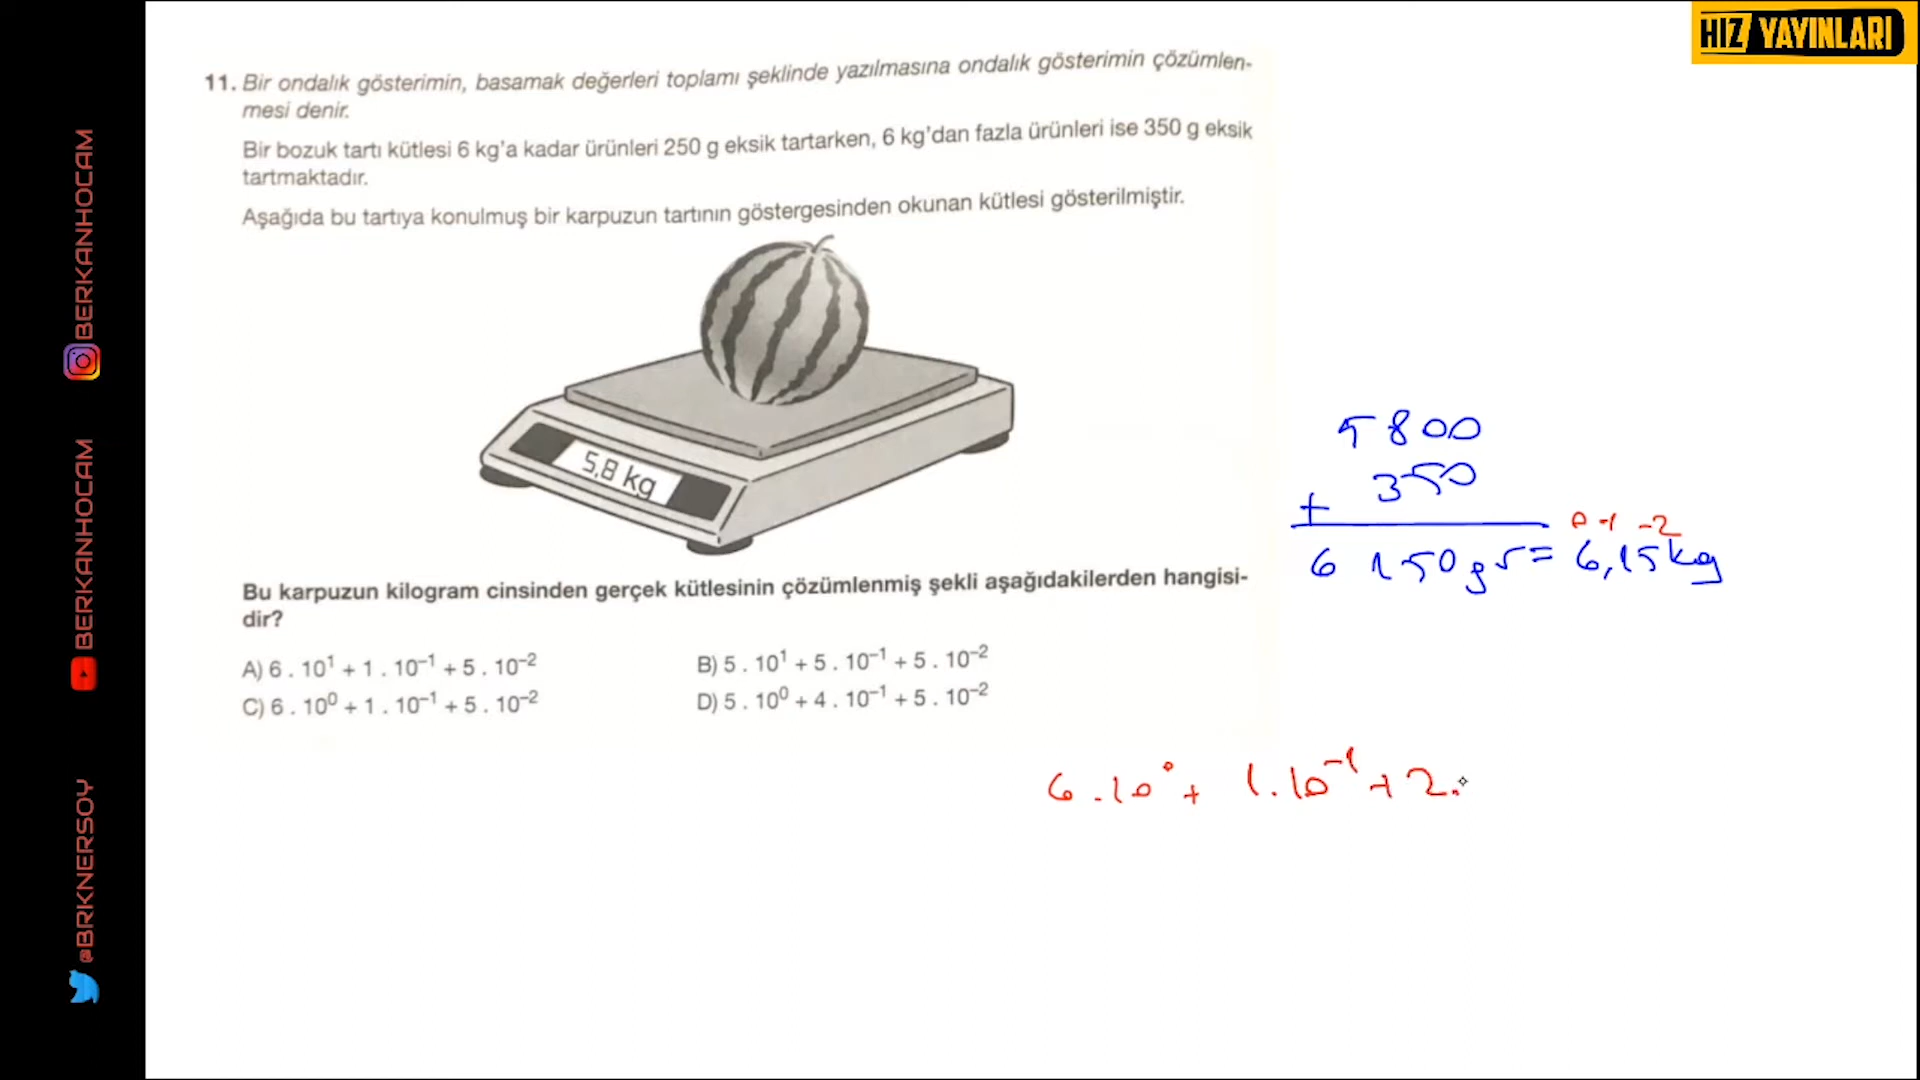 HIZ YAYINLARI
11. Bir ondalık gösterimin, basamak değerleri toplamı şeklinde yazılmasına ondalık gösterimin çözümlen-
mesi denir.
Bir bozuk tartı kütlesi 6 kg'a kadar ürünleri 250 g eksik tartarken, 6 kg'dan fazla ürünleri ise 350 g eksik
tartmaktadır.
Aşağıda bu tartıya konulmuş bir karpuzun tartının göstergesinden okunan kütlesi gösterilmiştir.
5,8 kg
5800
350
+
0 -1 -2
6 150 gr = 6,15 kg
Bu karpuzun kilogram cinsinden gerçek kütlesinin çözümlenmiş şekli aşağıdakilerden hangisi-
dir?
A) 6 . 10¹ + 1 . 10⁻¹ + 5 . 10⁻²
B) 5 . 10¹ + 5 . 10⁻¹ + 5 . 10⁻²
C) 6 . 10⁰ + 1 . 10⁻¹ + 5 . 10⁻²
D) 5 . 10⁰ + 4 . 10⁻¹ + 5 . 10⁻²
6 . 10⁰ + 1 . 10⁻¹ + 2 .
BERKANHOCAM
BERKANHOCAM
@BRKNERSOY